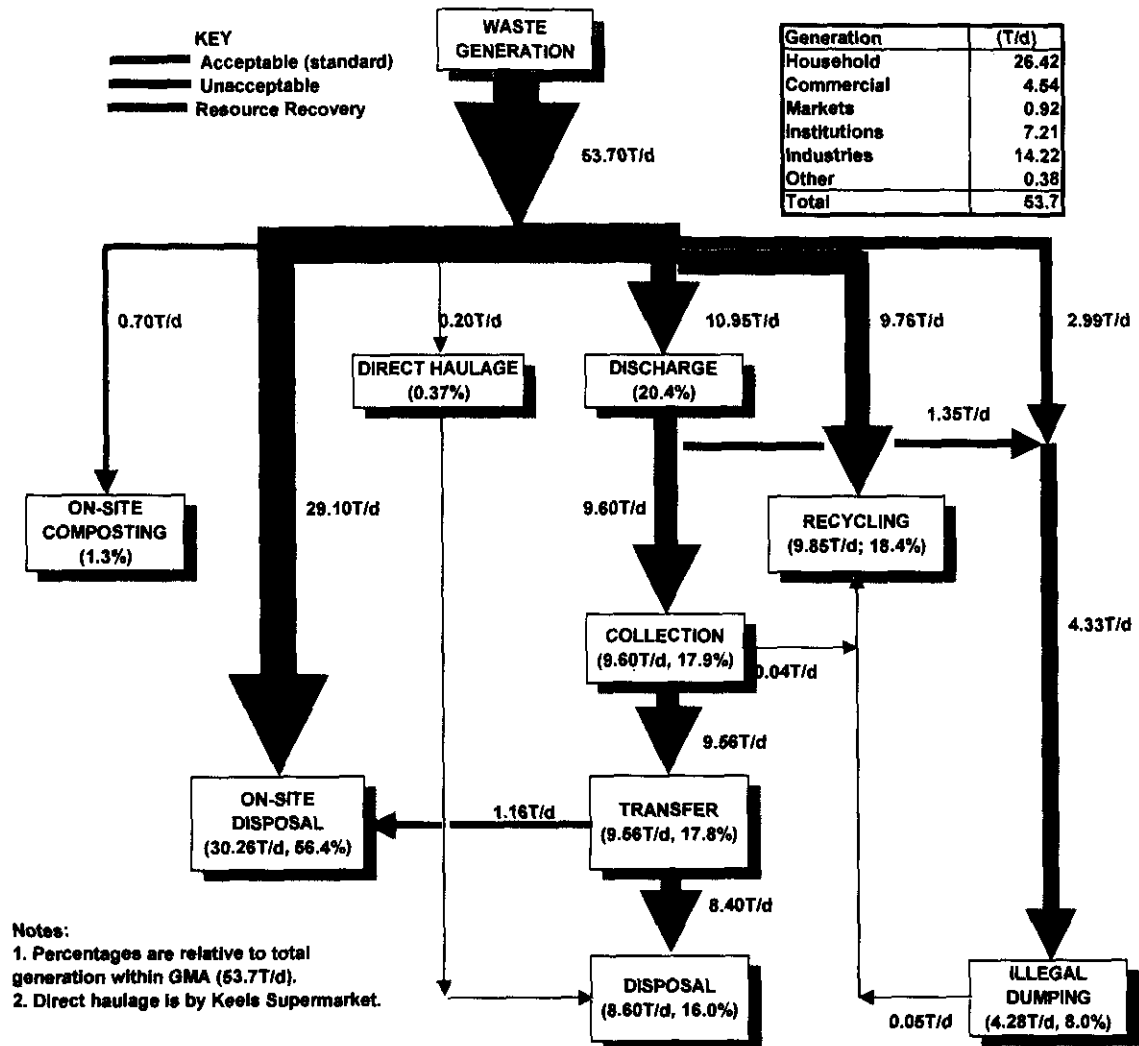 WASTE
GENERATION
KEY
Acceptable (standard)
Unacceptable
Resource Recovery
Generation (T/d)
Household 26.42
Commercial 4.54
Markets 0.92
Institutions 7.21
Industries 14.22
Other 0.38
Total 53.7
53.70T/d
0.70T/d
0.20T/d
10.95T/d
9.76T/d
2.99T/d
DIRECT HAULAGE
(0.37%)
DISCHARGE
(20.4%)
1.35T/d
ON-SITE
COMPOSTING
(1.3%)
29.10T/d
9.60T/d
RECYCLING
(9.85T/d; 18.4%)
COLLECTION
(9.60T/d, 17.9%)
0.04T/d
4.33T/d
9.56T/d
ON-SITE
DISPOSAL
(30.26T/d, 56.4%)
1.16T/d
TRANSFER
(9.56T/d, 17.8%)
8.40T/d
Notes:
1. Percentages are relative to total
generation within GMA (53.7T/d).
2. Direct haulage is by Keels Supermarket.
DISPOSAL
(8.60T/d, 16.0%)
0.05T/d
ILLEGAL
DUMPING
(4.28T/d, 8.0%)